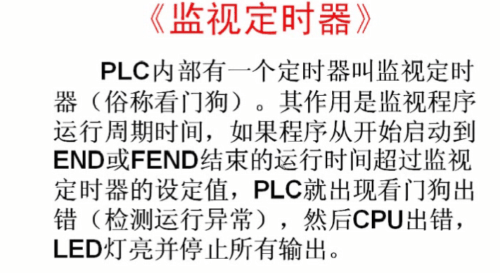 《监视定时器》
PLC内部有一个定时器叫监视定时
器（俗称看门狗）。其作用是监视程序
运行周期时间，如果程序从开始启动到
END或FEND结束的运行时间超过监视
定时器的设定值，PLC就出现看门狗出
错（检测运行异常），然后CPU出错，
LED灯亮并停止所有输出。